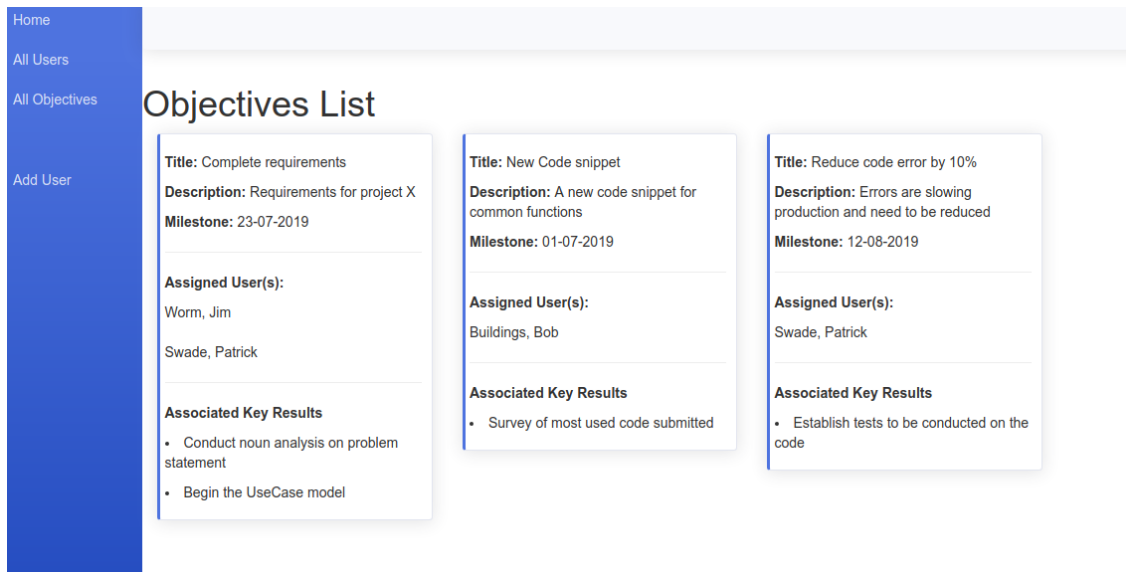 Home
All Users
All Objectives
Add User
Objectives List
Title: Complete requirements
Description: Requirements for project X
Milestone: 23-07-2019
Assigned User(s):
Worm, Jim
Swade, Patrick
Associated Key Results
• Conduct noun analysis on problem
statement
• Begin the UseCase model
Title: New Code snippet
Description: A new code snippet for
common functions
Milestone: 01-07-2019
Assigned User(s):
Buildings, Bob
Associated Key Results
• Survey of most used code submitted
Title: Reduce code error by 10%
Description: Errors are slowing
production and need to be reduced
Milestone: 12-08-2019
Assigned User(s):
Swade, Patrick
Associated Key Results
• Establish tests to be conducted on the
code